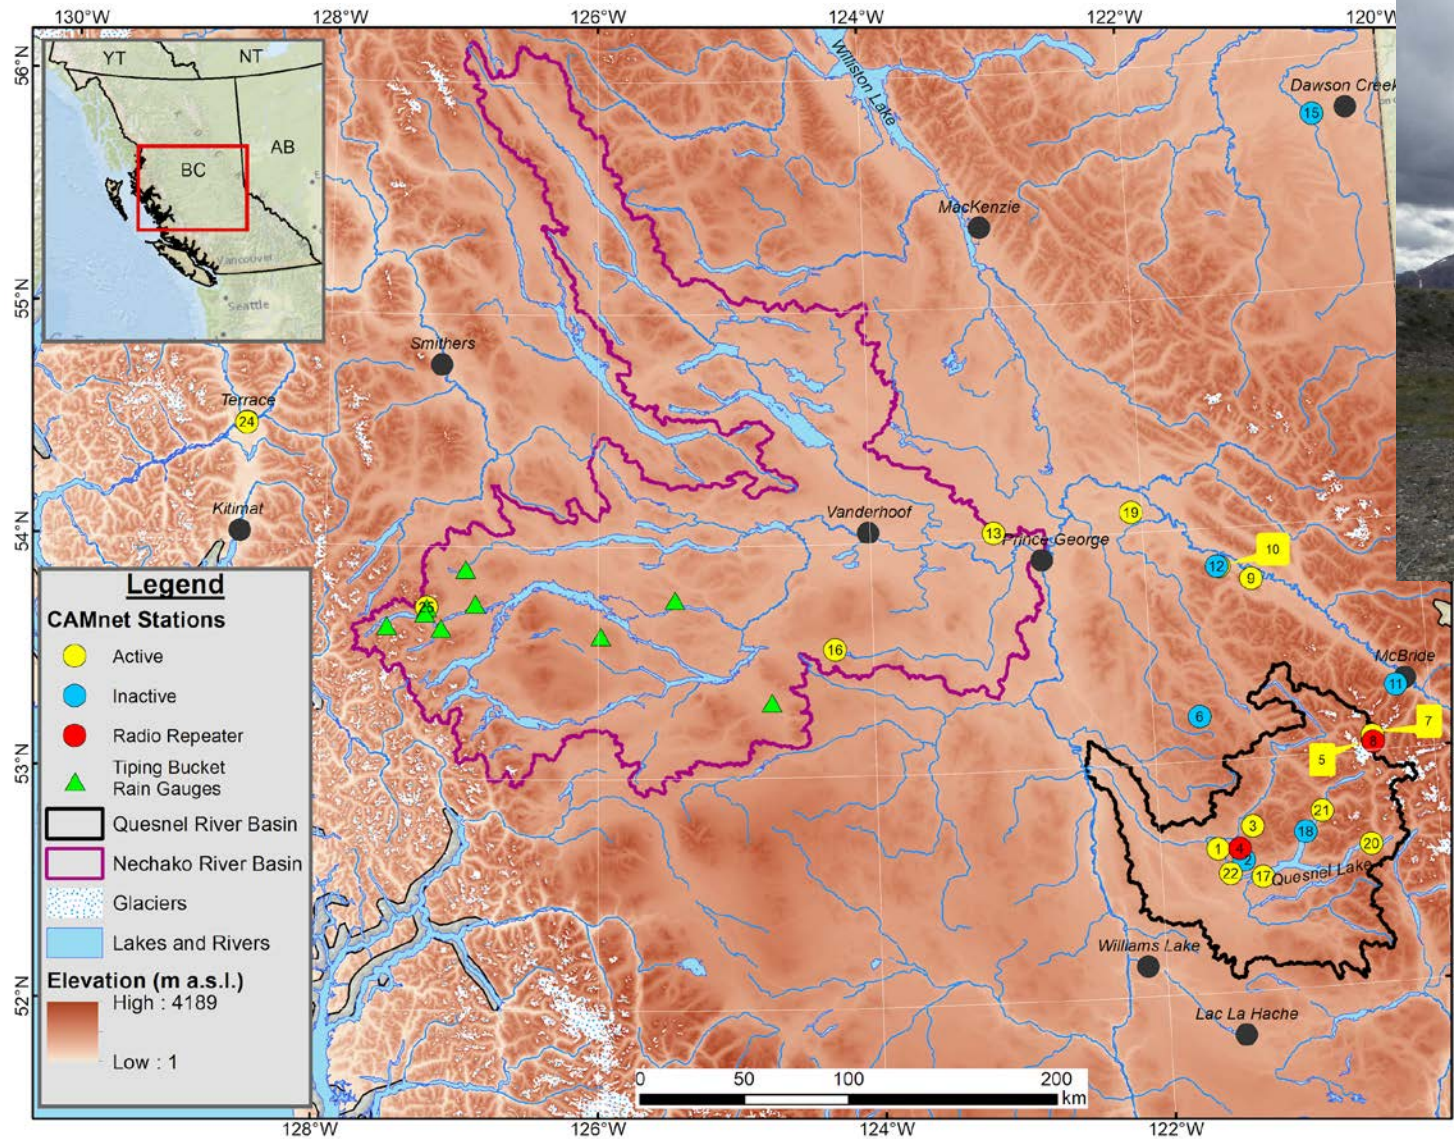 130°W 128°W 126°W 124°W 122°W 120°W
56°N
55°N
54°N
53°N
52°N
YT
NT
BC
AB
Vancouver
Seattle
Williston Lake
Dawson Creek
15
MacKenzie
Smithers
Terrace
24
Kitimat
Vanderhoof
13
Prince George
19
10
12
9
25
16
McBride
11
6
7
8
5
21
3
18
1
4
2
20
22
17
Quesnel Lake
Williams Lake
Lac La Hache
Legend
CAMnet Stations
Active
Inactive
Radio Repeater
Tiping Bucket
Rain Gauges
Quesnel River Basin
Nechako River Basin
Glaciers
Lakes and Rivers
Elevation (m a.s.l.)
High : 4189
Low : 1
0 50 100 200
km
128°W 126°W 124°W 122°W